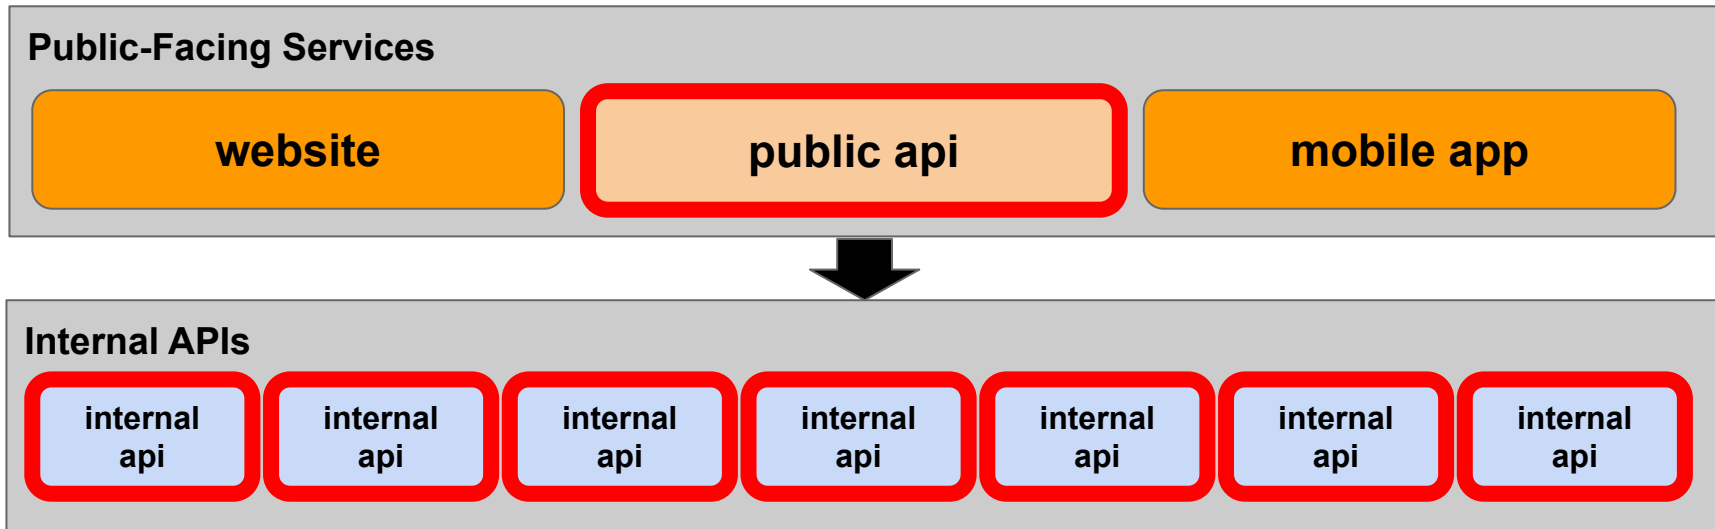 Public-Facing Services
website
public api
mobile app
Internal APIs
internal
api
internal
api
internal
api
internal
api
internal
api
internal
api
internal
api